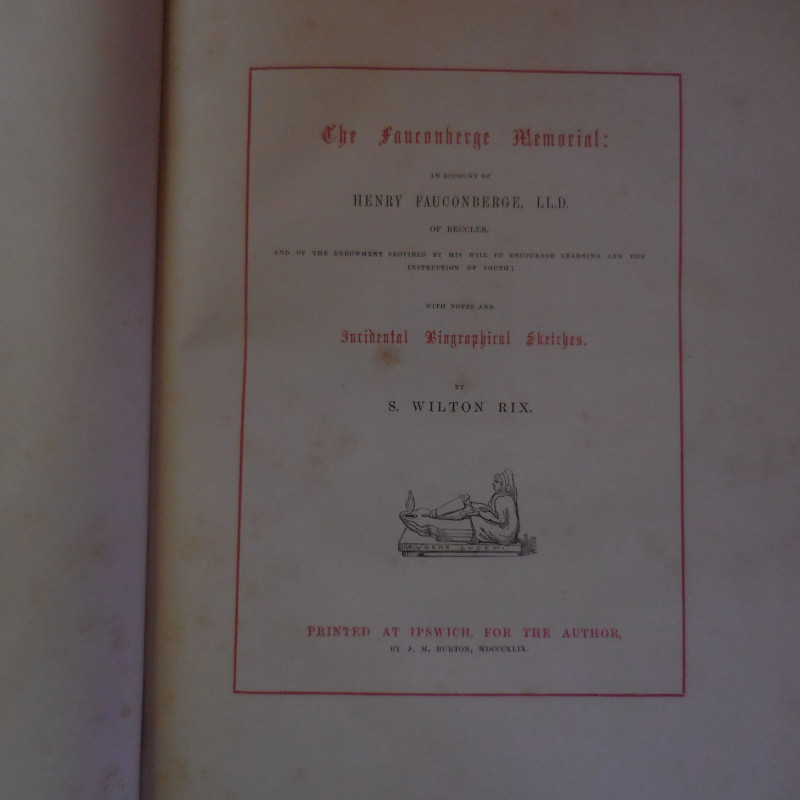 The Fauconberge Memorial:
AN ACCOUNT OF
HENRY FAUCONBERGE, LL.D.
OF BECCLES,
AND OF THE ENDOWMENT PROVIDED BY HIS WILL TO ENCOURAGE LEARNING AND THE
INSTRUCTION OF YOUTH;
WITH NOTES AND
Incidental Biographical Sketches.
BY
S. WILTON RIX.
LUCEM.
PRINTED AT IPSWICH, FOR THE AUTHOR,
BY J. M. BURTON, MDCCCXLIX.